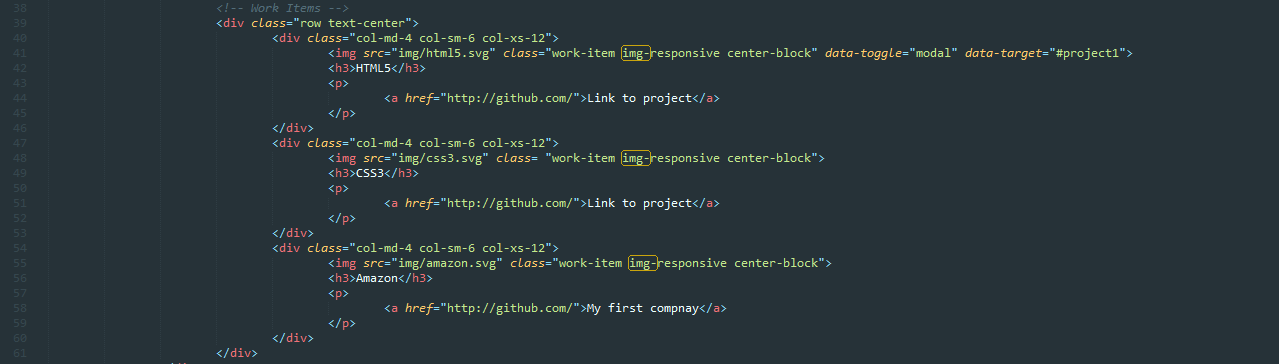 38 <!-- Work Items -->
39 <div class="row text-center">
40 <div class="col-md-4 col-sm-6 col-xs-12">
41 <img src="img/html5.svg" class="work-item img-responsive center-block" data-toggle="modal" data-target="#project1">
42 <h3>HTML5</h3>
43 <p>
44 <a href="http://github.com/">Link to project</a>
45 </p>
46 </div>
47 <div class="col-md-4 col-sm-6 col-xs-12">
48 <img src="img/css3.svg" class= "work-item img-responsive center-block">
49 <h3>CSS3</h3>
50 <p>
51 <a href="http://github.com/">Link to project</a>
52 </p>
53 </div>
54 <div class="col-md-4 col-sm-6 col-xs-12">
55 <img src="img/amazon.svg" class="work-item img-responsive center-block">
56 <h3>Amazon</h3>
57 <p>
58 <a href="http://github.com/">My first compnay</a>
59 </p>
60 </div>
61 </div>